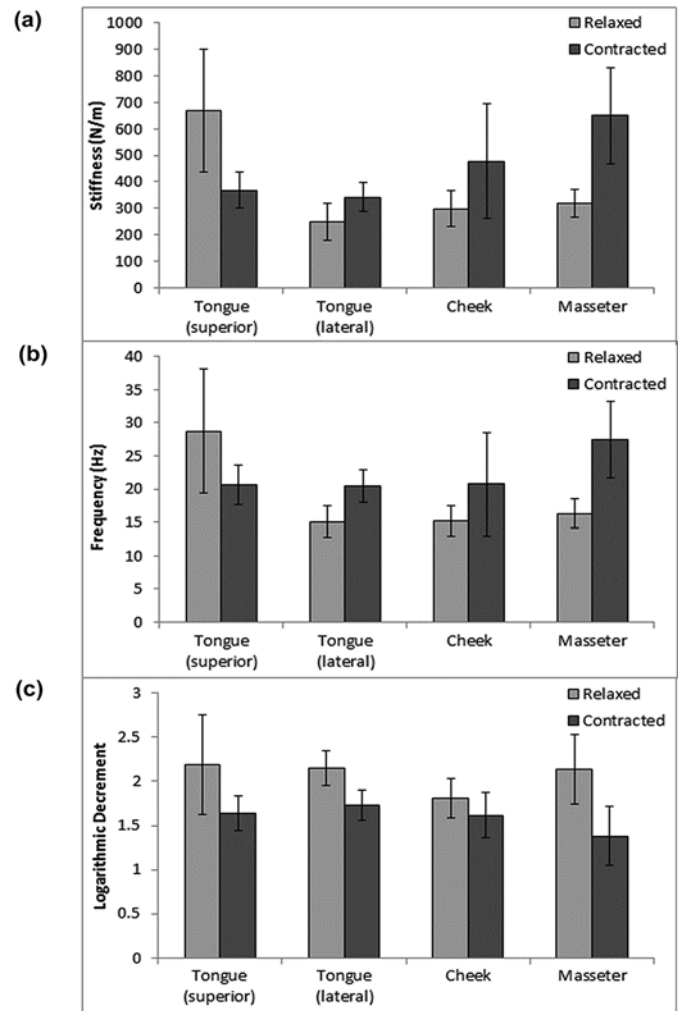 (a)
1000
900
800
700
600
500
400
300
200
100
0
Stiffness (N/m)
Relaxed
Contracted
Tongue (superior)
Tongue (lateral)
Cheek
Masseter
(b)
40
35
30
25
20
15
10
5
0
Frequency (Hz)
Relaxed
Contracted
Tongue (superior)
Tongue (lateral)
Cheek
Masseter
(c)
3
2.5
2
1.5
1
0.5
0
Logarithmic Decrement
Relaxed
Contracted
Tongue (superior)
Tongue (lateral)
Cheek
Masseter